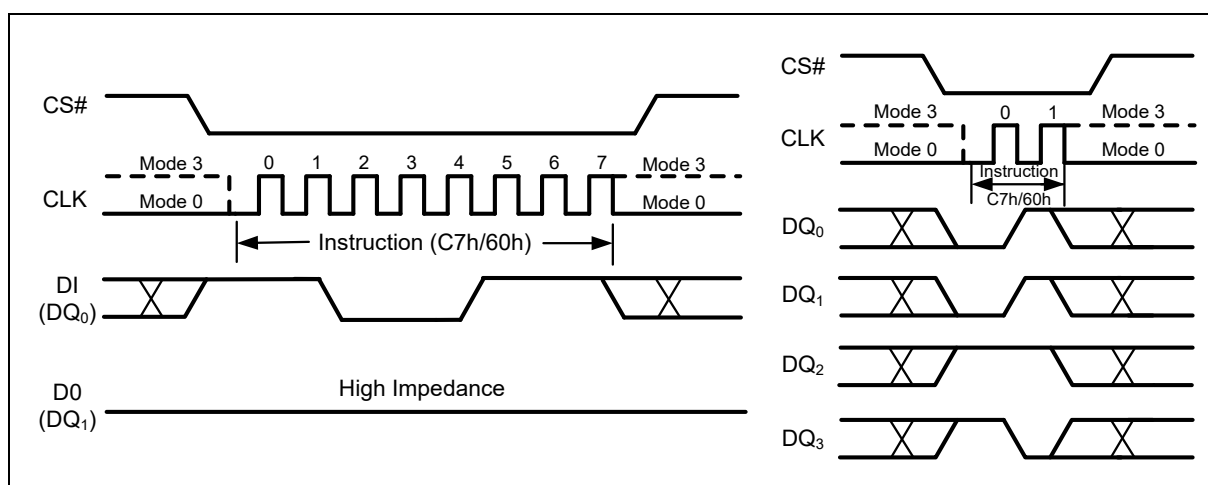 CS#
CLK
Mode 3
Mode 0
0 1 2 3 4 5 6 7
Mode 3
Mode 0
Instruction (C7h/60h)
DI
(DQ0)
D0
(DQ1)
High Impedance
CS#
CLK
Mode 3
Mode 0
0 1
Mode 3
Mode 0
Instruction
C7h/60h
DQ0
DQ1
DQ2
DQ3